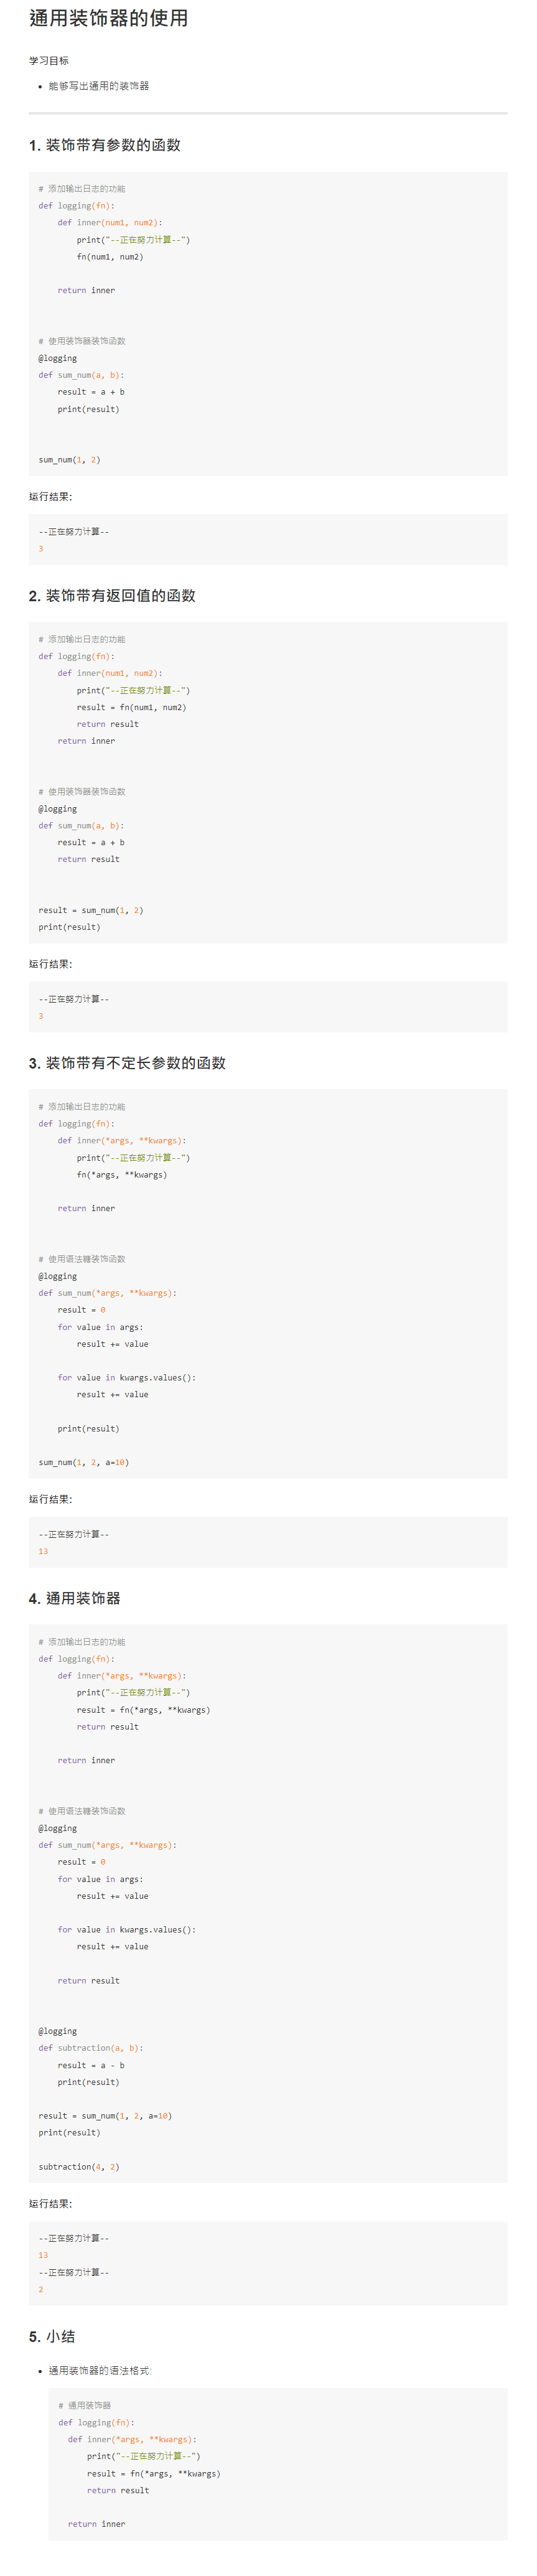 通用装饰器的使用
学习目标
• 能够写出通用的装饰器
1. 装饰带有参数的函数
# 添加输出日志的功能
def logging(fn):
    def inner(num1, num2):
        print("--正在努力计算--")
        fn(num1, num2)
    return inner
# 使用装饰器装饰函数
@logging
def sum_num(a, b):
    result = a + b
    print(result)
sum_num(1, 2)
运行结果:
--正在努力计算--
3
2. 装饰带有返回值的函数
# 添加输出日志的功能
def logging(fn):
    def inner(num1, num2):
        print("--正在努力计算--")
        result = fn(num1, num2)
        return result
    return inner
# 使用装饰器装饰函数
@logging
def sum_num(a, b):
    result = a + b
    return result
result = sum_num(1, 2)
print(result)
运行结果:
--正在努力计算--
3
3. 装饰带有不定长参数的函数
# 添加输出日志的功能
def logging(fn):
    def inner(*args, **kwargs):
        print("--正在努力计算--")
        fn(*args, **kwargs)
    return inner
# 使用语法糖装饰函数
@logging
def sum_num(*args, **kwargs):
    result = 0
    for value in args:
        result += value
    for value in kwargs.values():
        result += value
    print(result)
sum_num(1, 2, a=10)
运行结果:
--正在努力计算--
13
4. 通用装饰器
# 添加输出日志的功能
def logging(fn):
    def inner(*args, **kwargs):
        print("--正在努力计算--")
        result = fn(*args, **kwargs)
        return result
    return inner
# 使用语法糖装饰函数
@logging
def sum_num(*args, **kwargs):
    result = 0
    for value in args:
        result += value
    for value in kwargs.values():
        result += value
    return result
@logging
def subtraction(a, b):
    result = a - b
    print(result)
result = sum_num(1, 2, a=10)
print(result)
subtraction(4, 2)
运行结果:
--正在努力计算--
13
--正在努力计算--
2
5. 小结
• 通用装饰器的语法格式:
# 通用装饰器
def logging(fn):
  def inner(*args, **kwargs):
      print("--正在努力计算--")
      result = fn(*args, **kwargs)
      return result
  return inner